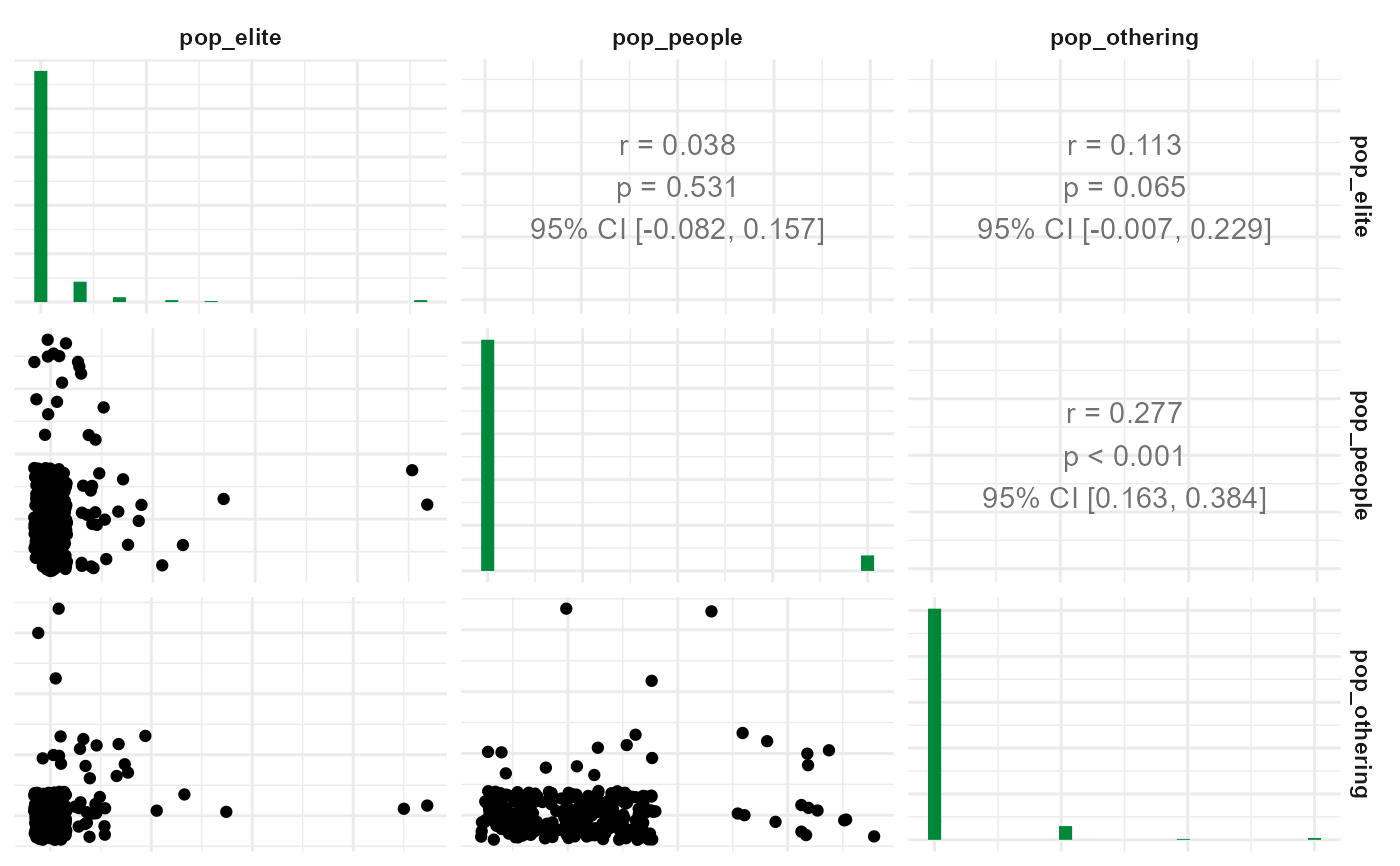 pop_elite
pop_people
pop_othering
r = 0.038
p = 0.531
95% CI [-0.082, 0.157]
r = 0.113
p = 0.065
95% CI [-0.007, 0.229]
pop_elite
r = 0.277
p < 0.001
95% CI [0.163, 0.384]
pop_people
pop_othering